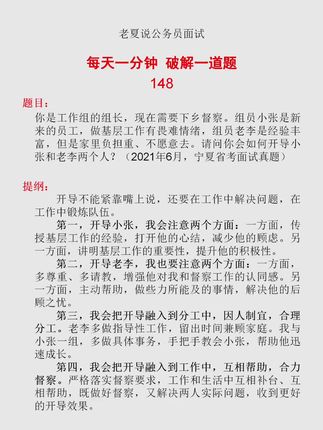 老夏说公务员面试
每天一分钟 破解一道题
148
题目：
你是工作组的组长，现在需要下乡督察。组员小张是新
来的员工，做基层工作有畏难情绪，组员老李是经验丰
富，但是家里负担重、不愿意去。请问你会如何开导小
张和老李两个人？（2021年6月，宁夏省考面试真题）
提纲：
开导不能紧靠嘴上说，还要在工作中解决问题，在
工作中锻炼队伍。
第一，开导小张，我会注意两个方面：一方面，传
授基层工作的经验，打开他的心结，减少他的顾虑。另
一方面，讲明基层工作的重要性，提升他的积极性。
第二，开导老李，我也要注意两个方面：一方面，
多尊重、多请教，增强他对我和督察工作的认同感。另
一方面，主动帮助，做些力所能及的事情，解决他的后
顾之忧。
第三，我会把开导融入到分工中，因人制宜，合理
分工。老李多做指导性工作，留出时间兼顾家庭。我与
小张一组，多做具体事务，手把手教会小张，帮助他迅
速成长。
第四，我会把开导融入到工作中，互相帮助，合力
督察。严格落实督察要求，工作和生活中互相补台、互
相帮助，既做好督察，又解决两人实际问题，收到更好
的开导效果。